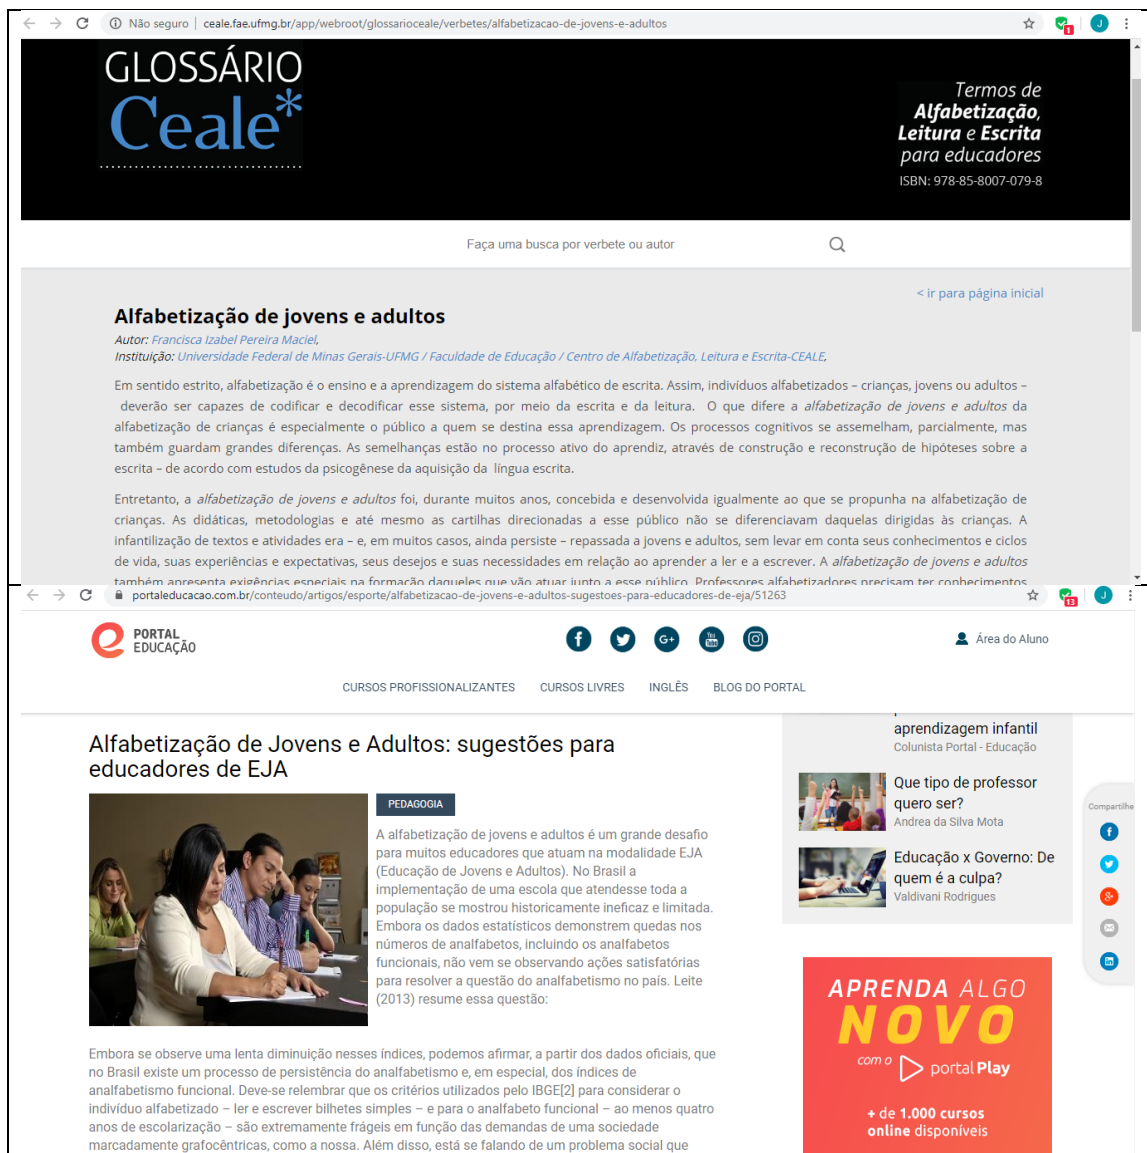 Não seguro | ceale.fae.ufmg.br/app/webroot/glossarioceale/verbetes/alfabetizacao-de-jovens-e-adultos
1
J
GLOSSÁRIO
Ceale*
Termos de
Alfabetização,
Leitura e Escrita
para educadores
ISBN: 978-85-8007-079-8
Faça uma busca por verbete ou autor
< ir para página inicial
Alfabetização de jovens e adultos
Autor: Francisca Izabel Pereira Maciel,
Instituição: Universidade Federal de Minas Gerais-UFMG / Faculdade de Educação / Centro de Alfabetização, Leitura e Escrita-CEALE,
Em sentido estrito, alfabetização é o ensino e a aprendizagem do sistema alfabético de escrita. Assim, indivíduos alfabetizados – crianças, jovens ou adultos –
deverão ser capazes de codificar e decodificar esse sistema, por meio da escrita e da leitura. O que difere a alfabetização de jovens e adultos da
alfabetização de crianças é especialmente o público a quem se destina essa aprendizagem. Os processos cognitivos se assemelham, parcialmente, mas
também guardam grandes diferenças. As semelhanças estão no processo ativo do aprendiz, através de construção e reconstrução de hipóteses sobre a
escrita – de acordo com estudos da psicogênese da aquisição da língua escrita.
Entretanto, a alfabetização de jovens e adultos foi, durante muitos anos, concebida e desenvolvida igualmente ao que se propunha na alfabetização de
crianças. As didáticas, metodologias e até mesmo as cartilhas direcionadas a esse público não se diferenciavam daquelas dirigidas às crianças. A
infantilização de textos e atividades era – e, em muitos casos, ainda persiste – repassada a jovens e adultos, sem levar em conta seus conhecimentos e ciclos
de vida, suas experiências e expectativas, seus desejos e suas necessidades em relação ao aprender a ler e a escrever. A alfabetização de jovens e adultos
também apresenta exigências especiais na formação daqueles que vão atuar junto a esse público. Professores alfabetizadores precisam ter conhecimentos
portaleducacao.com.br/conteudo/artigos/esporte/alfabetizacao-de-jovens-e-adultos-sugestoes-para-educadores-de-eja/51263
13
J
PORTAL
EDUCAÇÃO
G+
You
Tube
Área do Aluno
CURSOS PROFISSIONALIZANTES CURSOS LIVRES INGLÊS BLOG DO PORTAL
Alfabetização de Jovens e Adultos: sugestões para
educadores de EJA
PEDAGOGIA
A alfabetização de jovens e adultos é um grande desafio
para muitos educadores que atuam na modalidade EJA
(Educação de Jovens e Adultos). No Brasil a
implementação de uma escola que atendesse toda a
população se mostrou historicamente ineficaz e limitada.
Embora os dados estatísticos demonstrem quedas nos
números de analfabetos, incluindo os analfabetos
funcionais, não vem se observando ações satisfatórias
para resolver a questão do analfabetismo no país. Leite
(2013) resume essa questão:
Embora se observe uma lenta diminuição nesses índices, podemos afirmar, a partir dos dados oficiais, que
no Brasil existe um processo de persistência do analfabetismo e, em especial, dos índices de
analfabetismo funcional. Deve-se relembrar que os critérios utilizados pelo IBGE[2] para considerar o
indivíduo alfabetizado – ler e escrever bilhetes simples – e para o analfabeto funcional – ao menos quatro
anos de escolarização – são extremamente frágeis em função das demandas de uma sociedade
marcadamente grafocêntricas, como a nossa. Além disso, está se falando de um problema social que
aprendizagem infantil
Colunista Portal - Educação
Que tipo de professor
quero ser?
Andrea da Silva Mota
Educação x Governo: De
quem é a culpa?
Valdivani Rodrigues
Compartilhe
APRENDA ALGO
NOVO
com o portal Play
+ de 1.000 cursos
online disponíveis